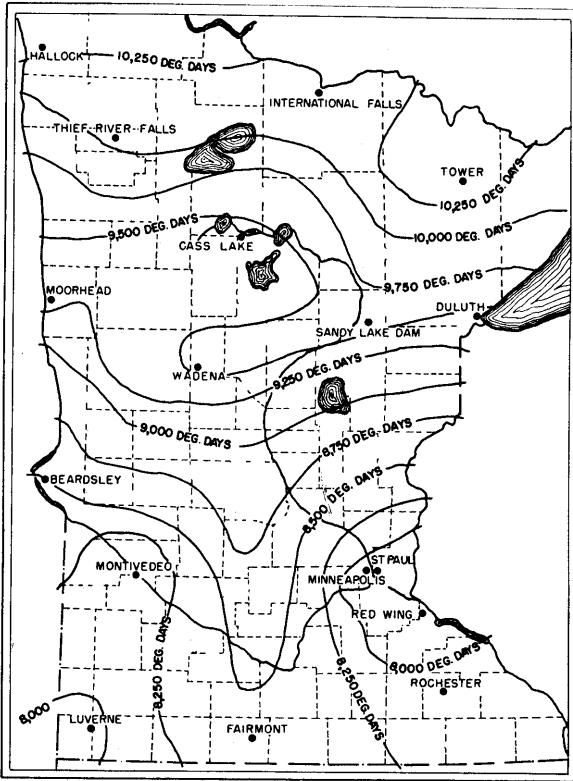 10,250 DEG. DAYS
HALLOCK
INTERNATIONAL FALLS
THIEF RIVER FALLS
TOWER
10,250 DEG. DAYS
10,000 DEG. DAYS
9,500 DEG. DAYS
CASS LAKE
9,750 DEG. DAYS
MOORHEAD
DULUTH
SANDY LAKE DAM
WADENA
9,250 DEG. DAYS
9,000 DEG. DAYS
8,750 DEG. DAYS
BEARDSLEY
8,500 DEG. DAYS
ST PAUL
MONTIVEDEO
MINNEAPOLIS
RED WING
8,250 DEG. DAYS
8,000 DEG. DAYS
8,250 DEG. DAYS
ROCHESTER
8,000
LUVERNE
FAIRMONT